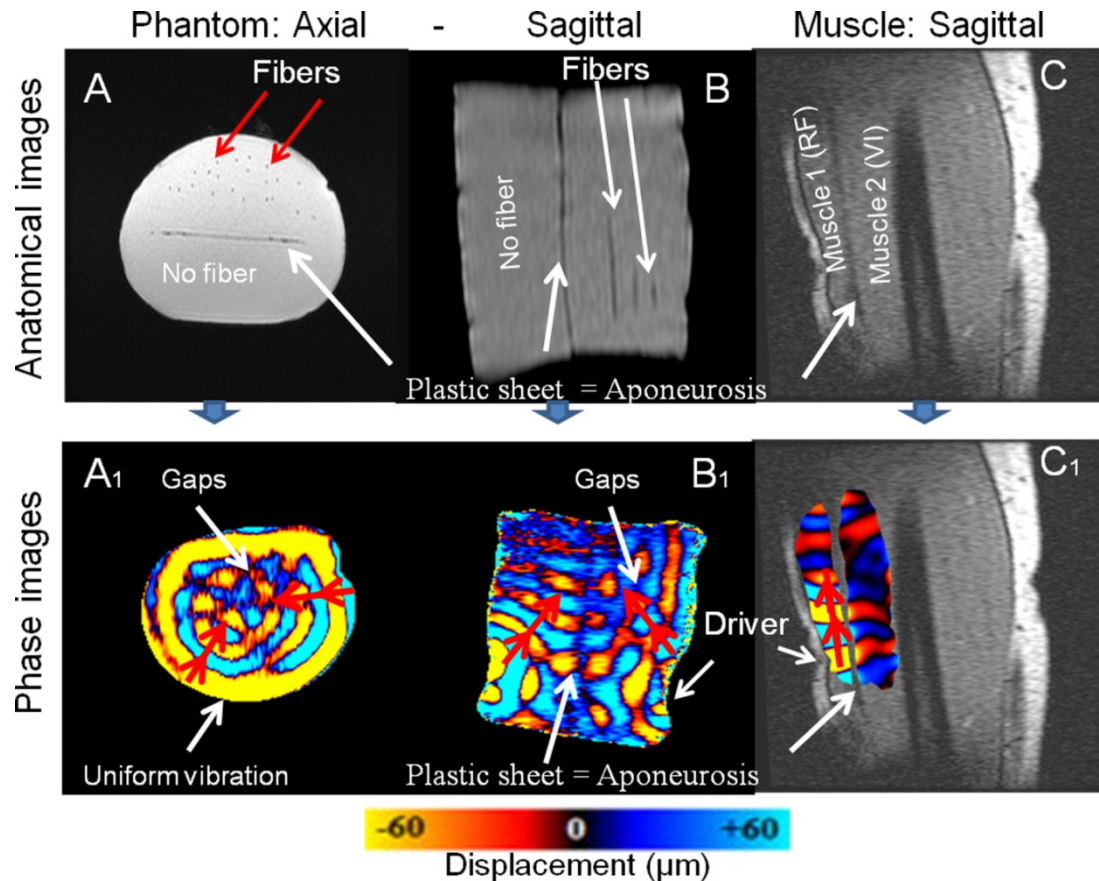 Phantom: Axial - Sagittal Muscle: Sagittal
Anatomical images
A
Fibers
No fiber
B
Fibers
No fiber
Plastic sheet = Aponeurosis
C
Muscle 1 (RF)
Muscle 2 (VI)
Phase images
A1
Gaps
Uniform vibration
B1
Gaps
Driver
Plastic sheet = Aponeurosis
C1
-60 0 +60
Displacement (µm)